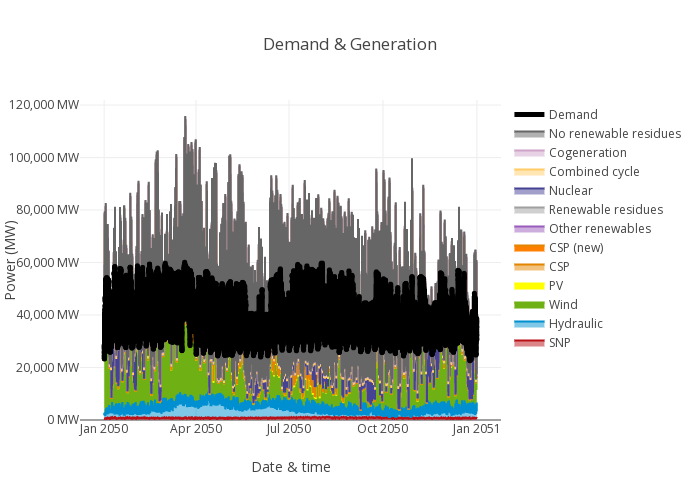 Demand & Generation
120,000 MW
100,000 MW
80,000 MW
60,000 MW
40,000 MW
20,000 MW
0 MW
Power (MW)
Jan 2050
Apr 2050
Jul 2050
Oct 2050
Jan 2051
Date & time
Demand
No renewable residues
Cogeneration
Combined cycle
Nuclear
Renewable residues
Other renewables
CSP (new)
CSP
PV
Wind
Hydraulic
SNP